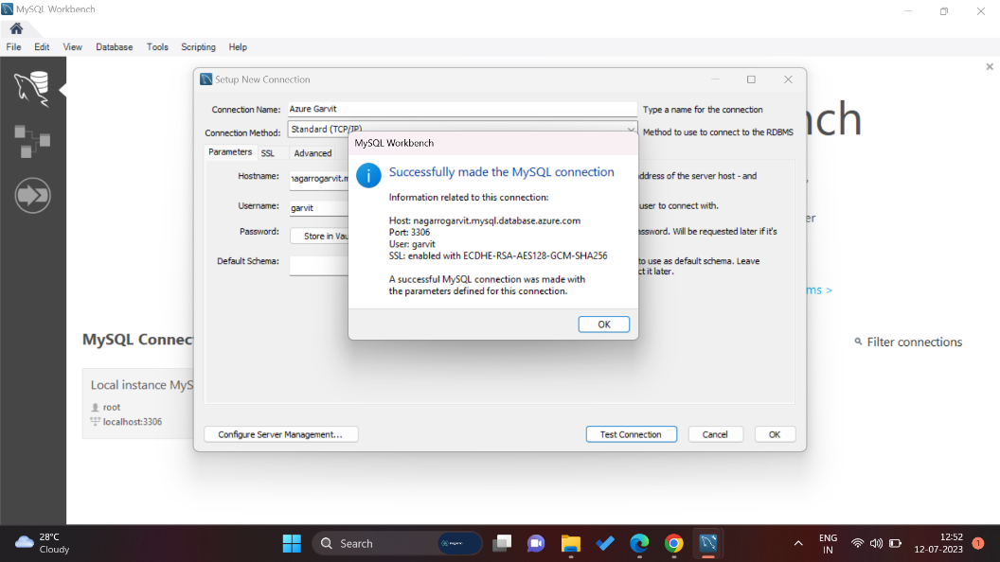 MySQL Workbench
File Edit View Database Tools Scripting Help
nch
er
ms >
MySQL Connec
Filter connections
Local instance MyS
root
localhost:3306
Setup New Connection
Connection Name: Azure Garvit Type a name for the connection
Connection Method: Standard (TCP/IP) Method to use to connect to the RDBMS
Parameters SSL Advanced
Hostname: nagarrogarvit.m address of the server host - and
Username: garvit user to connect with.
Password: Store in Vau assword. Will be requested later if it's
Default Schema: to use as default schema. Leave
ct it later.
MySQL Workbench
Successfully made the MySQL connection
Information related to this connection:
Host: nagarrogarvit.mysql.database.azure.com
Port: 3306
User: garvit
SSL: enabled with ECDHE-RSA-AES128-GCM-SHA256
A successful MySQL connection was made with
the parameters defined for this connection.
OK
Configure Server Management... Test Connection Cancel OK
28°C
Cloudy
Search
ENG
IN
12:52
12-07-2023
1